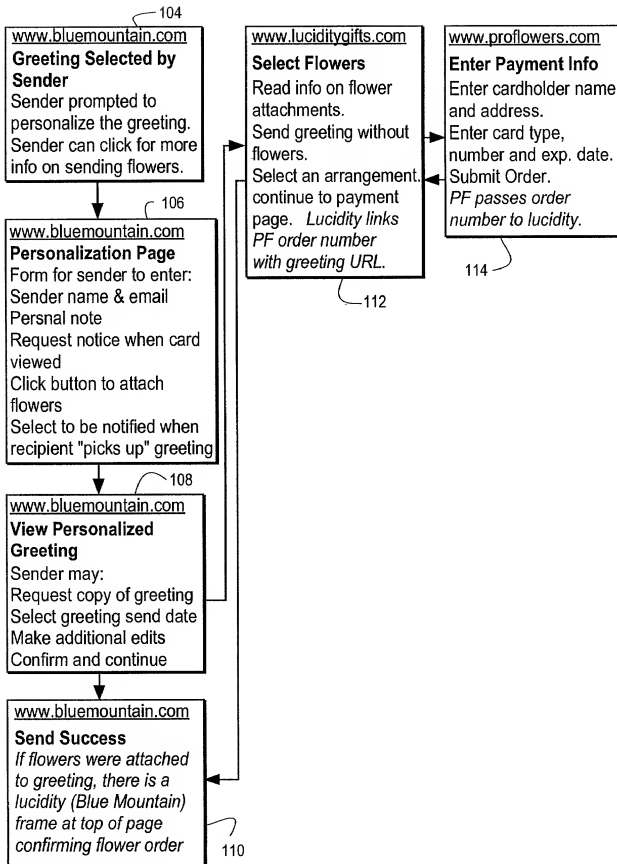 104
www.bluemountain.com
Greeting Selected by
Sender
Sender prompted to
personalize the greeting.
Sender can click for more
info on sending flowers.
106
www.bluemountain.com
Personalization Page
Form for sender to enter:
Sender name & email
Persnal note
Request notice when card
viewed
Click button to attach
flowers
Select to be notified when
recipient "picks up" greeting
108
www.bluemountain.com
View Personalized
Greeting
Sender may:
Request copy of greeting
Select greeting send date
Make additional edits
Confirm and continue
www.bluemountain.com
Send Success
If flowers were attached
to greeting, there is a
lucidity (Blue Mountain)
frame at top of page
confirming flower order
110
www.luciditygifts.com
Select Flowers
Read info on flower
attachments.
Send greeting without
flowers.
Select an arrangement.
continue to payment
page. Lucidity links
PF order number
with greeting URL.
112
www.proflowers.com
Enter Payment Info
Enter cardholder name
and address.
Enter card type,
number and exp. date.
Submit Order.
PF passes order
number to lucidity.
114